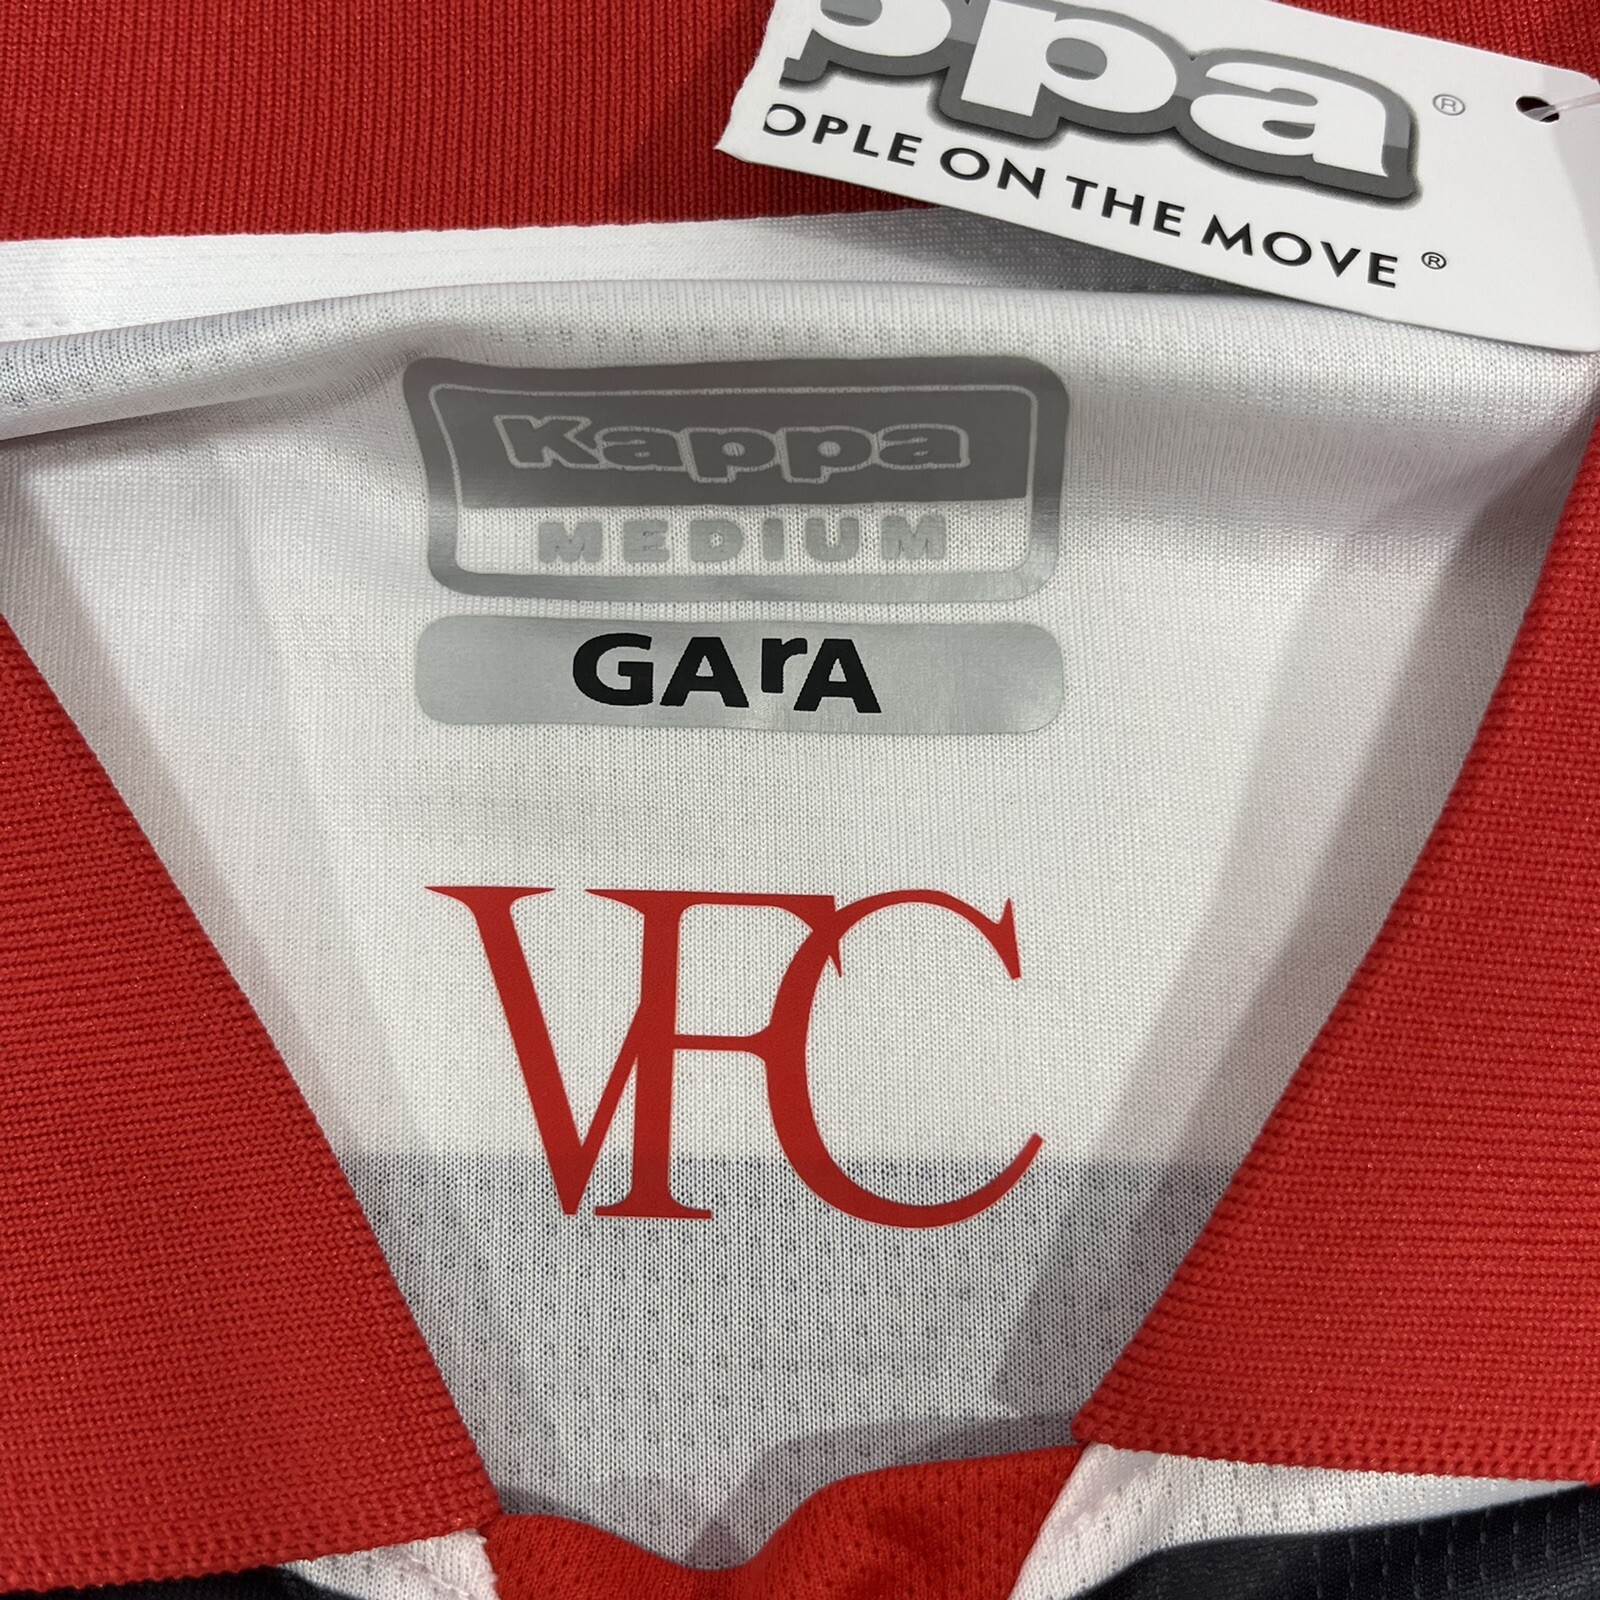 ppa ®
OPLE ON THE MOVE ®
Kappa
MEDIUM
GArA
VFC